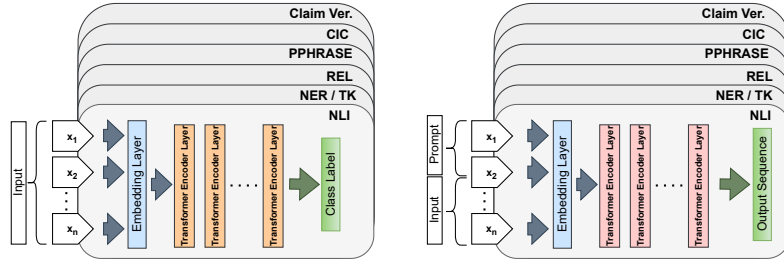 Claim Ver.
CIC
PPHRASE
REL
NER / TK
NLI
Input
x1
x2
xn
Embedding Layer
Transformer Encoder Layer
Transformer Encoder Layer
Transformer Encoder Layer
Class Label
Claim Ver.
CIC
PPHRASE
REL
NER / TK
NLI
Prompt
Input
x1
x2
xn
Embedding Layer
Transformer Encoder Layer
Transformer Encoder Layer
Transformer Encoder Layer
Output Sequence